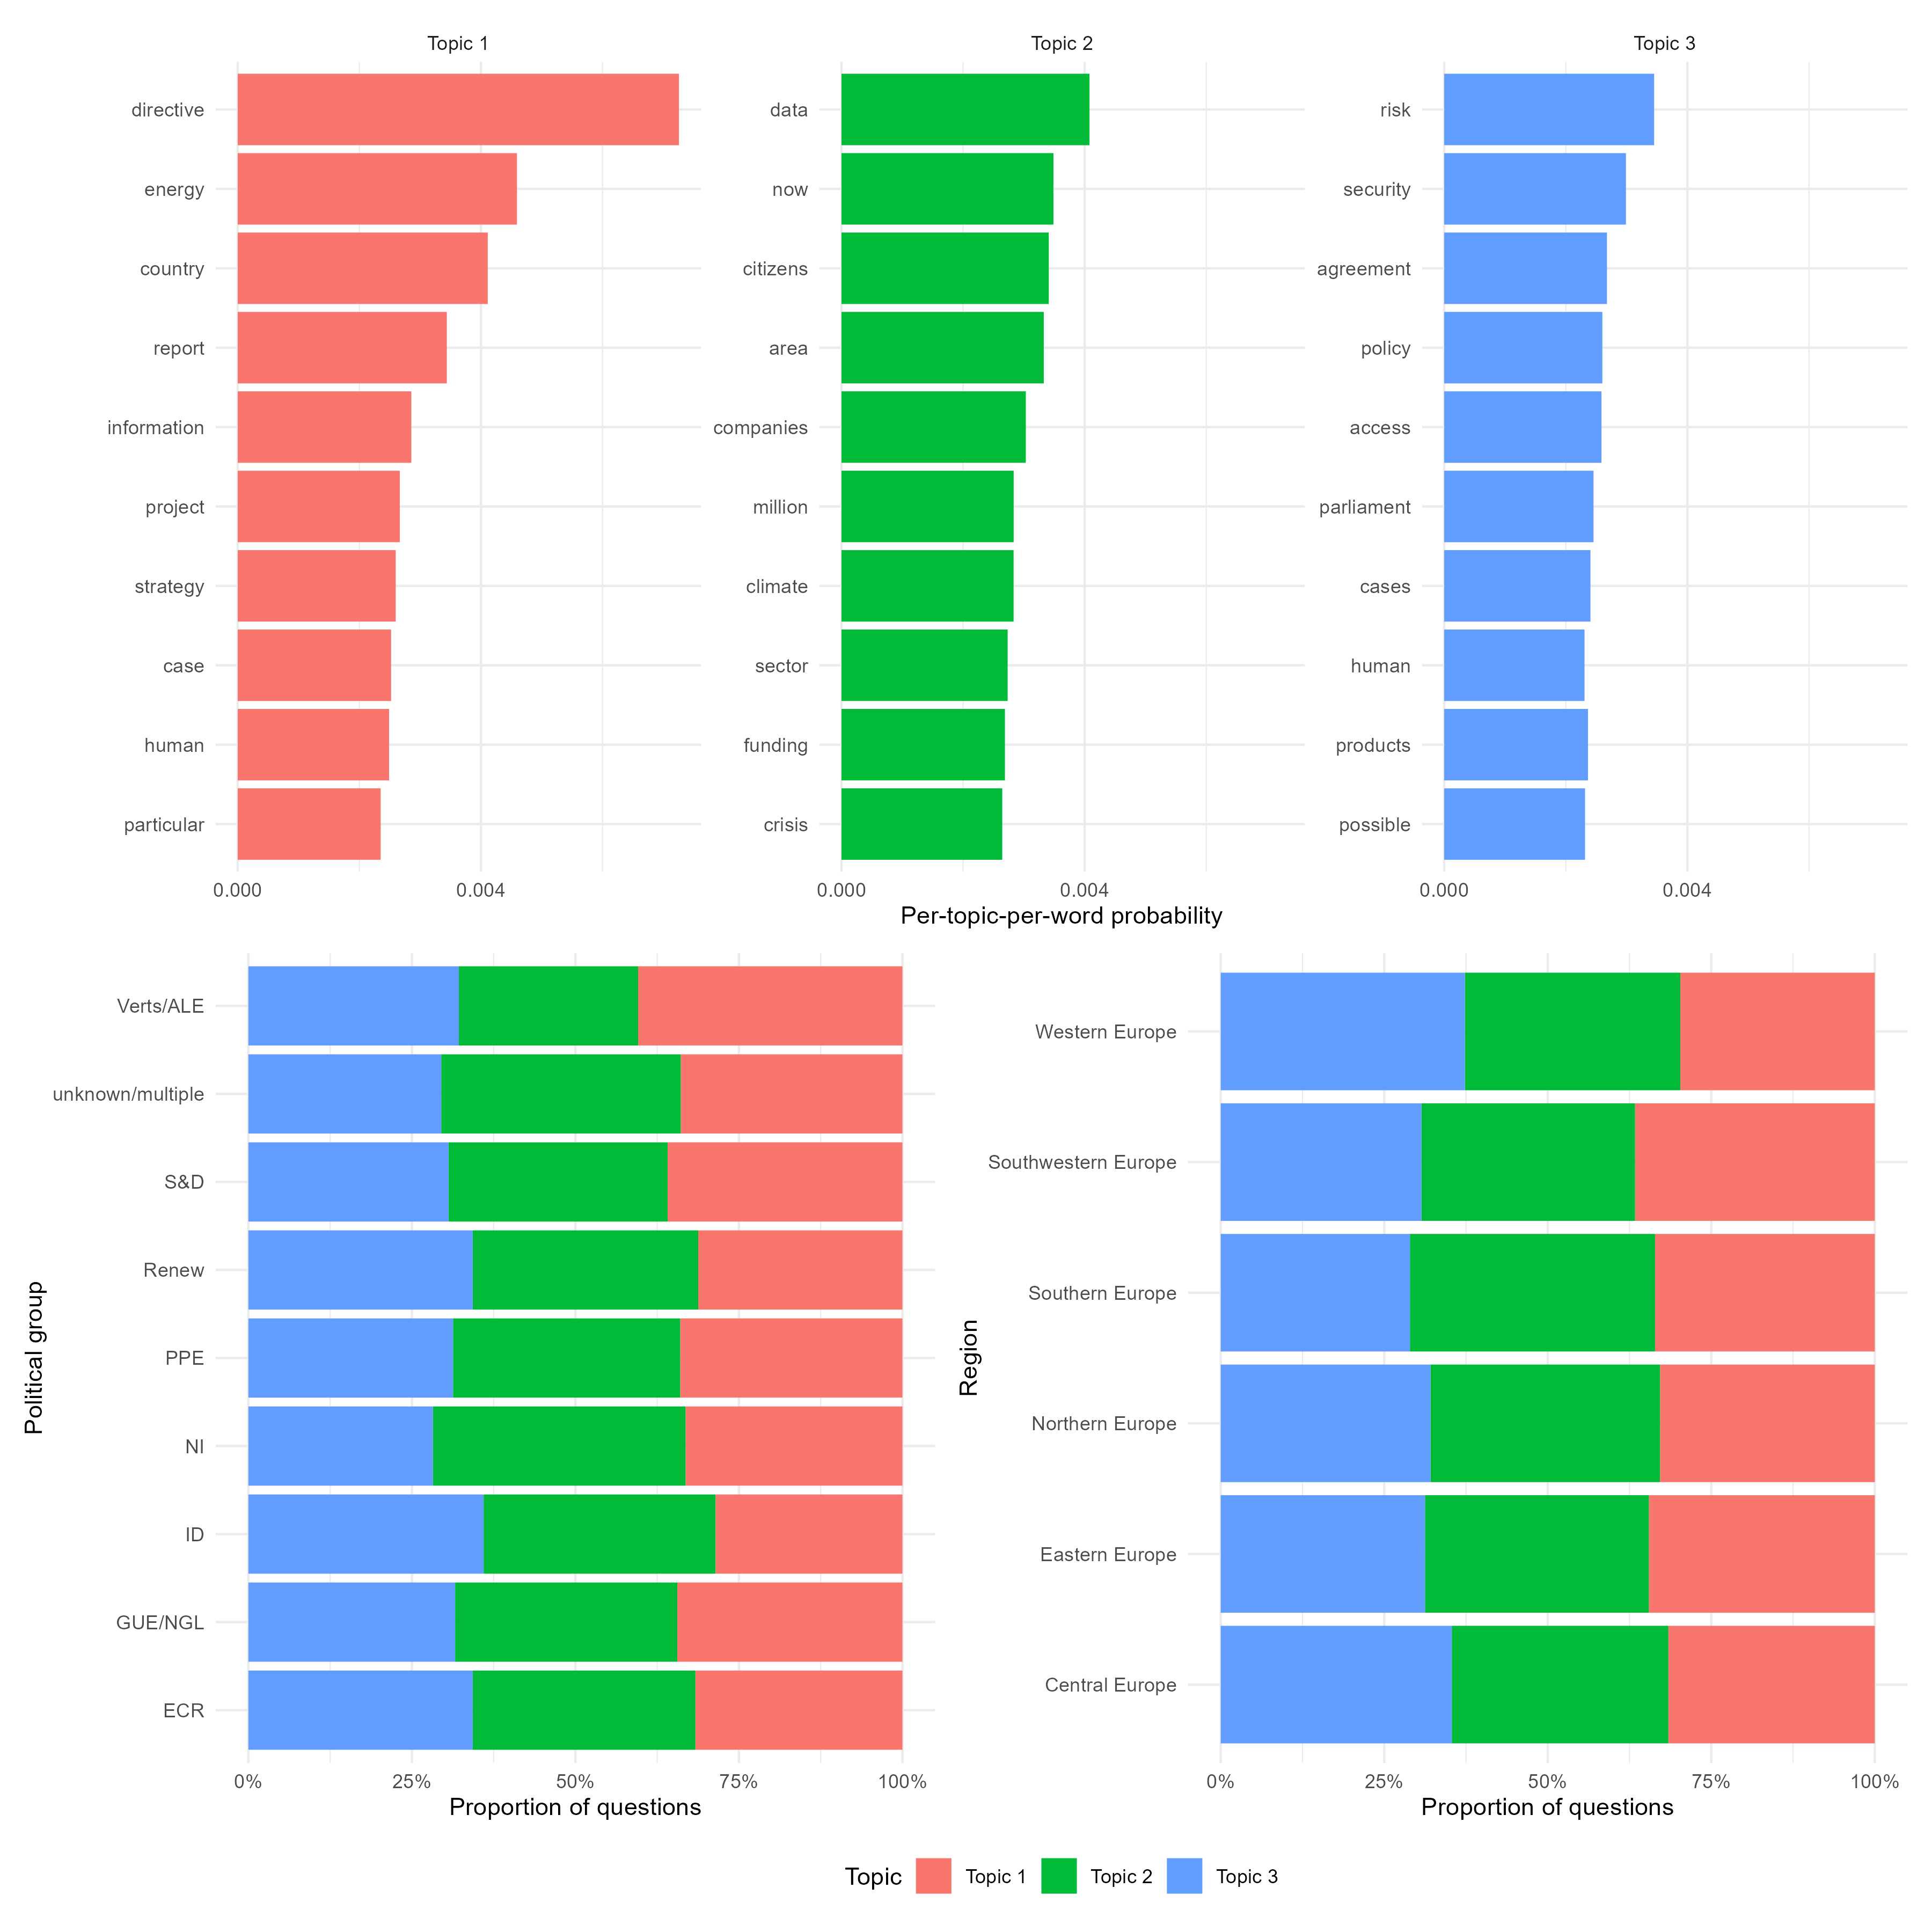 Topic 1
Topic 2
Topic 3
directive
energy
country
report
information
project
strategy
case
human
particular
0.000
0.004
data
now
citizens
area
companies
million
climate
sector
funding
crisis
0.000
0.004
risk
security
agreement
policy
access
parliament
cases
human
products
possible
0.000
0.004
Per-topic-per-word probability
Political group
Verts/ALE
unknown/multiple
S&D
Renew
PPE
NI
ID
GUE/NGL
ECR
0%
25%
50%
75%
100%
Proportion of questions
Region
Western Europe
Southwestern Europe
Southern Europe
Northern Europe
Eastern Europe
Central Europe
0%
25%
50%
75%
100%
Proportion of questions
Topic
Topic 1
Topic 2
Topic 3